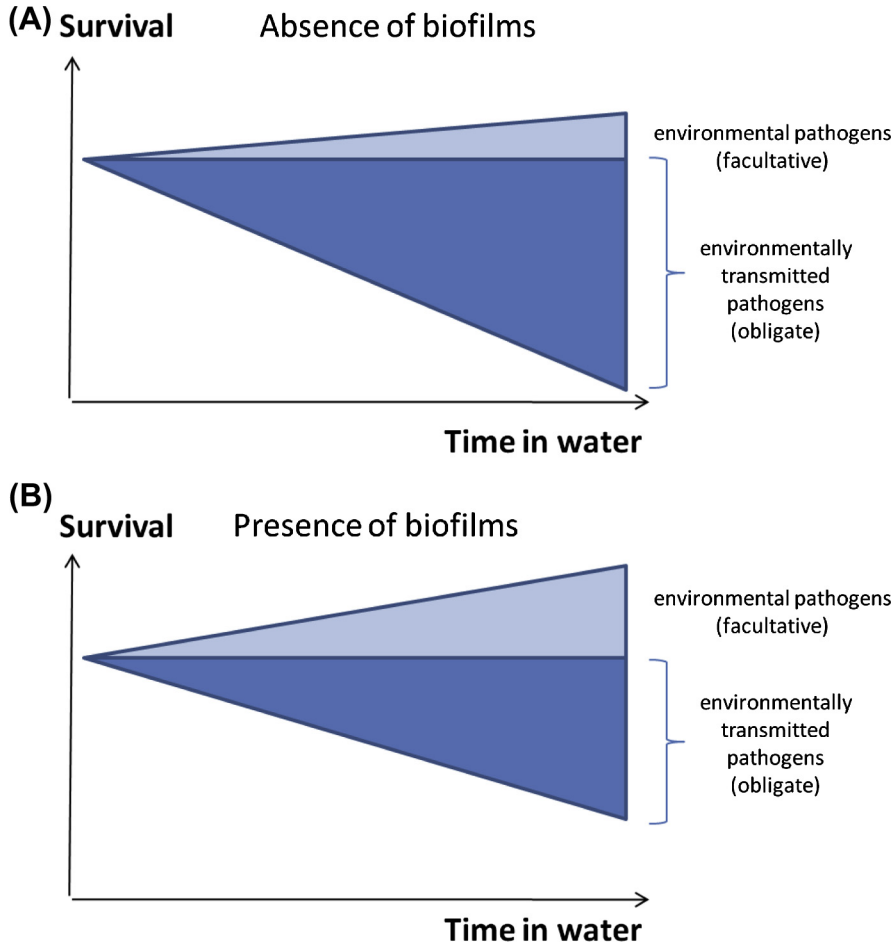 (A) Survival Absence of biofilms
environmental pathogens
(facultative)
environmentally
transmitted
pathogens
(obligate)
Time in water
(B)
Survival Presence of biofilms
environmental pathogens
(facultative)
environmentally
transmitted
pathogens
(obligate)
Time in water